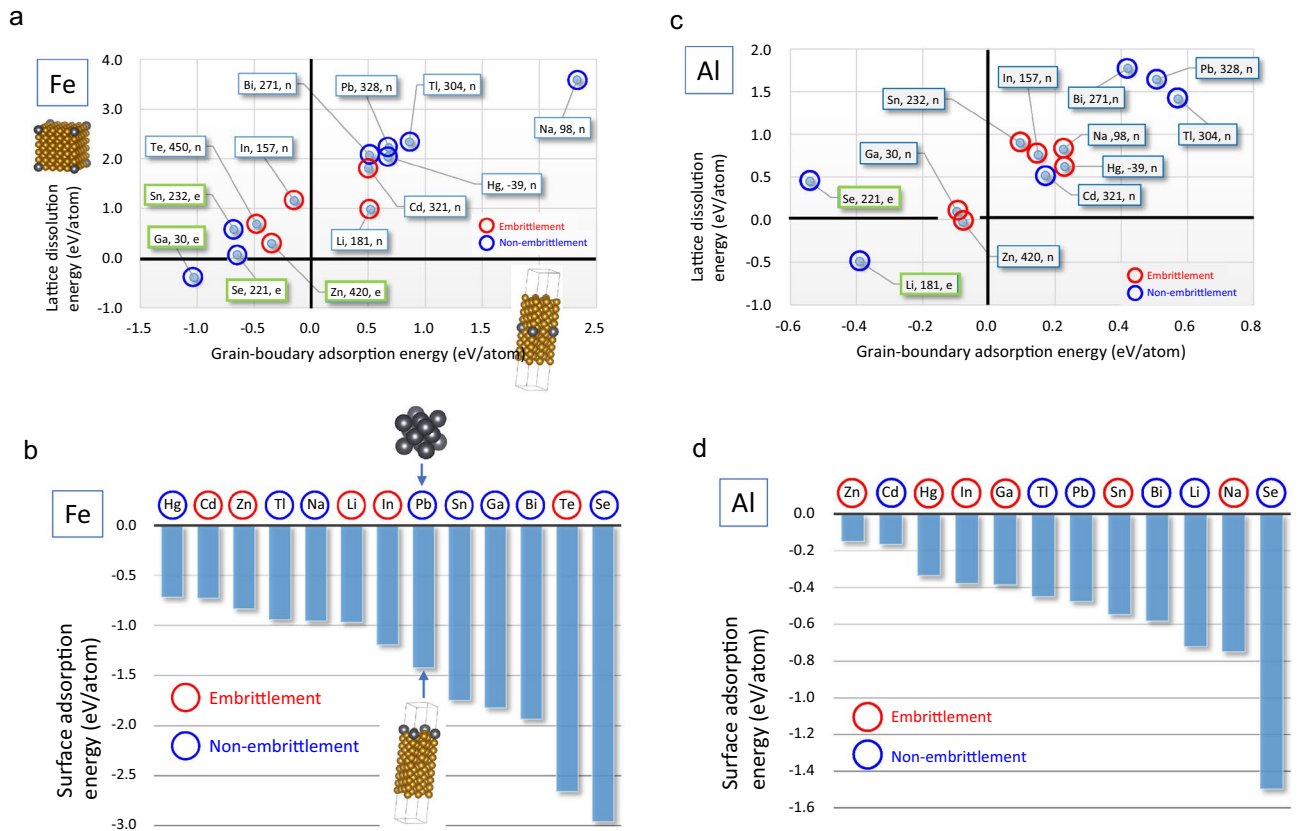 a
Fe
4.0
3.0
2.0
1.0
0.0
-1.0
Lattice dissolution
energy (eV/atom)
Bi, 271, n
Pb, 328, n
Tl, 304, n
Na, 98, n
Te, 450, n
In, 157, n
Sn, 232, e
Ga, 30, e
Hg, -39, n
Cd, 321, n
Li, 181, n
Se, 221, e
Zn, 420, e
Embrittlement
Non-embrittlement
-1.5
-1.0
-0.5
0.0
0.5
1.0
1.5
2.0
2.5
Grain-boudary adsorption energy (eV/atom)
c
Al
2.0
1.5
1.0
0.5
0.0
-0.5
-1.0
Lattice dissolution
energy (eV/atom)
In,
157, n
Pb, 328, n
Bi, 271,n
Sn, 232, n
Na ,98, n
Tl, 304, n
Ga, 30, n
Hg, -39, n
Cd, 321, n
Se, 221, e
Zn, 420, n
Li, 181, e
Embrittlement
Non-embrittlement
-0.6
-0.4
-0.2
0.0
0.2
0.4
0.6
0.8
Grain-boundary adsorption energy (eV/atom)
b
Fe
Hg
Cd
Zn
Tl
Na
Li
In
Pb
Sn
Ga
Bi
Te
Se
0.0
-0.5
-1.0
-1.5
-2.0
-2.5
-3.0
Surface adsorption
energy (eV/atom)
Embrittlement
Non-embrittlement
d
Al
Zn
Cd
Hg
In
Ga
Tl
Pb
Sn
Bi
Li
Na
Se
0.0
-0.2
-0.4
-0.6
-0.8
-1.0
-1.2
-1.4
-1.6
Surface adsorption
energy (eV/atom)
Embrittlement
Non-embrittlement